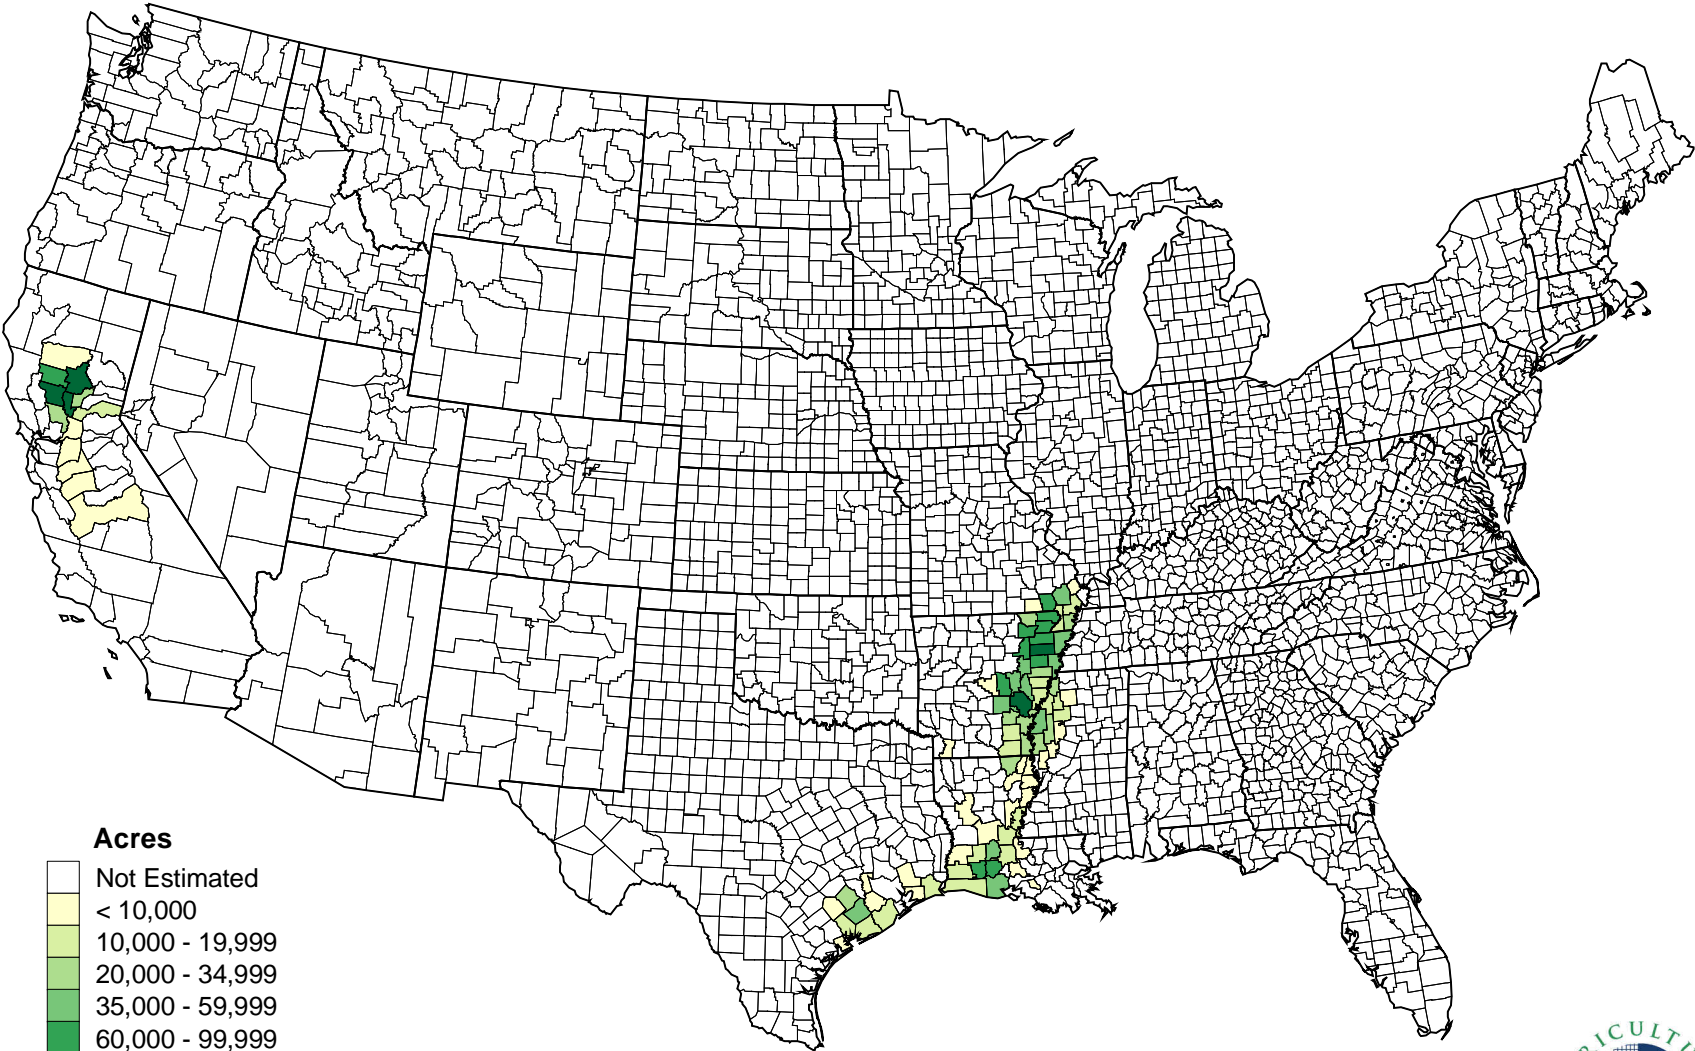 Acres
Not Estimated
< 10,000
10,000 - 19,999
20,000 - 34,999
35,000 - 59,999
60,000 - 99,999